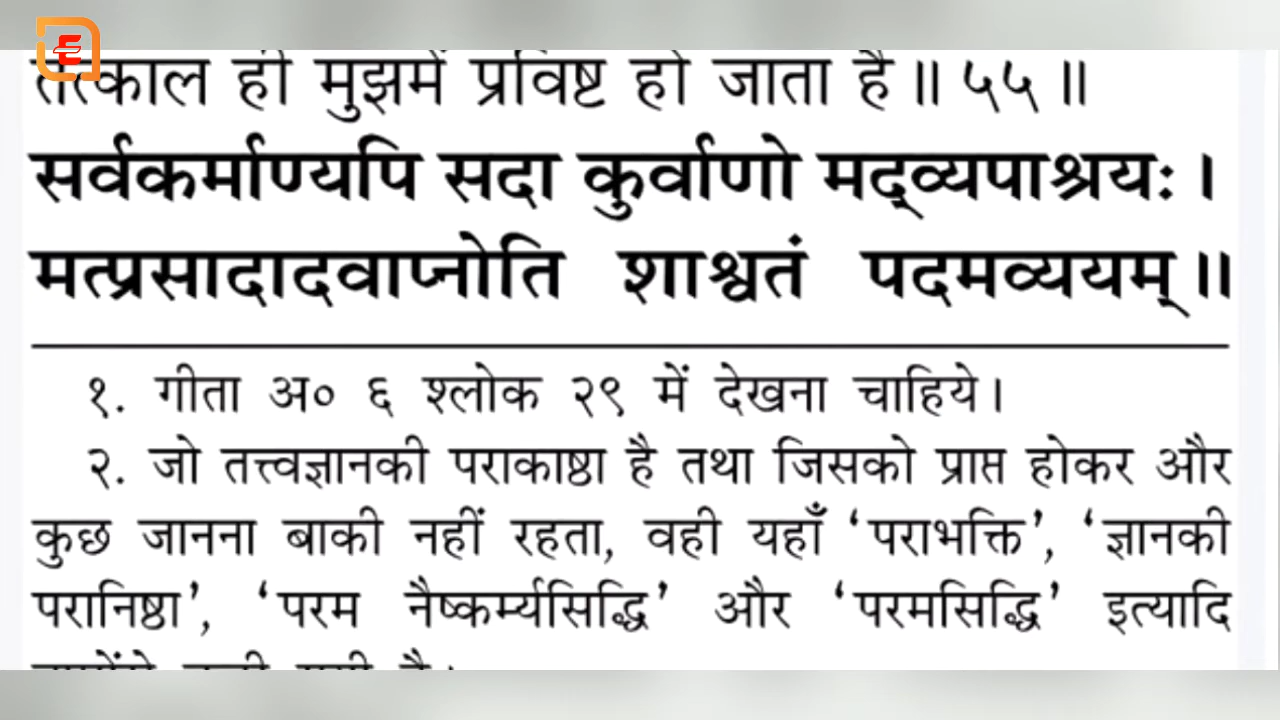 तत्काल ही मुझमें प्रविष्ट हो जाता है ॥ ५५ ॥
सर्वकर्माण्यपि सदा कुर्वाणो मद्व्यपाश्रयः ।
मत्प्रसादादवाप्नोति शाश्वतं पदमव्ययम् ॥
१. गीता अ० ६ श्लोक २९ में देखना चाहिये ।
२. जो तत्त्वज्ञानकी पराकाष्ठा है तथा जिसको प्राप्त होकर और
कुछ जानना बाकी नहीं रहता, वही यहाँ ‘पराभक्ति’, ‘ज्ञानकी
परानिष्ठा’, ‘परम नैष्कर्म्यसिद्धि’ और ‘परमसिद्धि’ इत्यादि